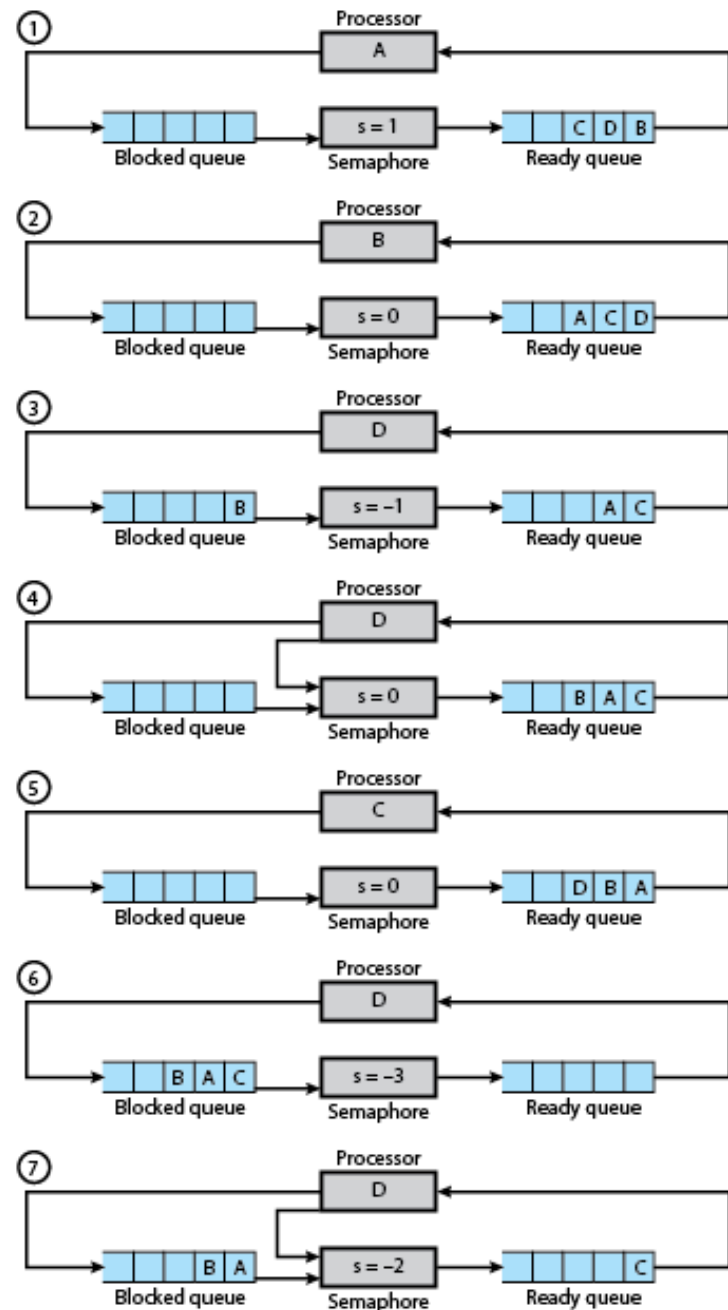 1
Processor
A
s = 1
C D B
Blocked queue
Semaphore
Ready queue
2
Processor
B
s = 0
A C D
Blocked queue
Semaphore
Ready queue
3
Processor
D
B
s = –1
A C
Blocked queue
Semaphore
Ready queue
4
Processor
D
s = 0
B A C
Blocked queue
Semaphore
Ready queue
5
Processor
C
s = 0
D B A
Blocked queue
Semaphore
Ready queue
6
Processor
D
B A C
s = –3
Blocked queue
Semaphore
Ready queue
7
Processor
D
B A
s = –2
C
Blocked queue
Semaphore
Ready queue